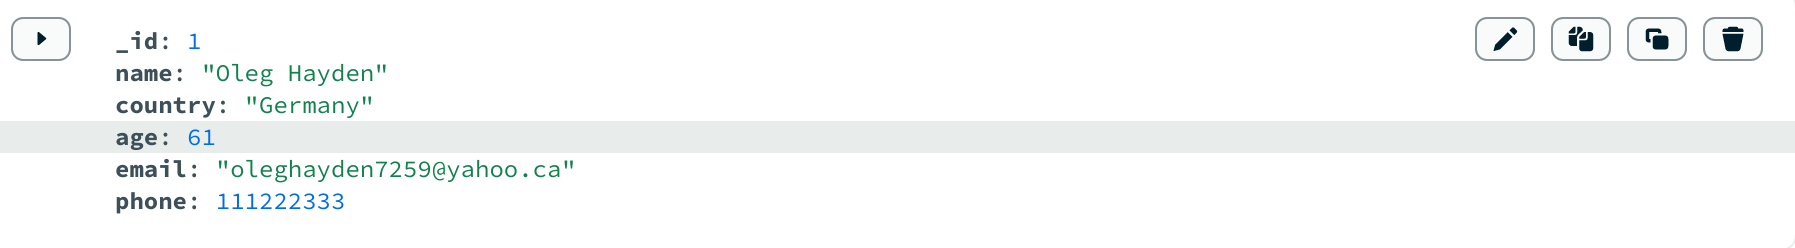 _id: 1
name: "Oleg Hayden"
country: "Germany"
age: 61
email: "oleghayden7259@yahoo.ca"
phone: 111222333